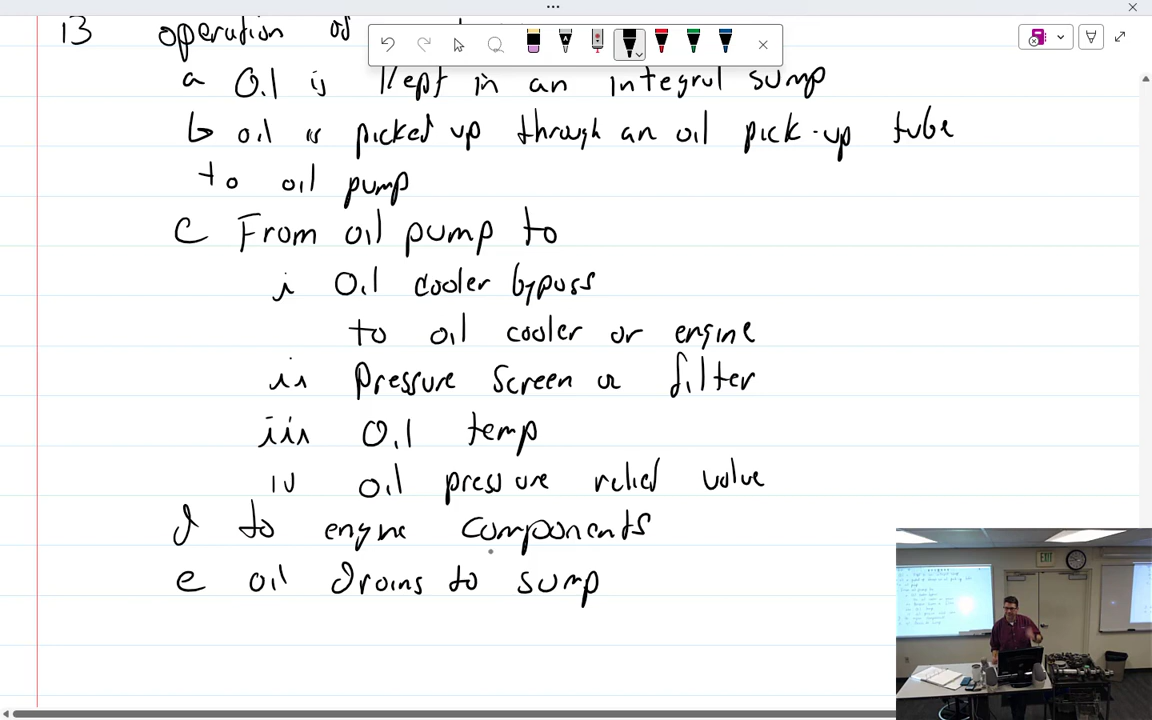 13 operation of
a Oil is kept in an integral sump
b oil is picked up through an oil pick-up tube
to oil pump
C From oil pump to
i Oil cooler bypass
to oil cooler or engine
ii Pressure Screen or filter
iii Oil temp
iv oil pressure relief valve
d to engine components
e oil drains to sump
EXIT